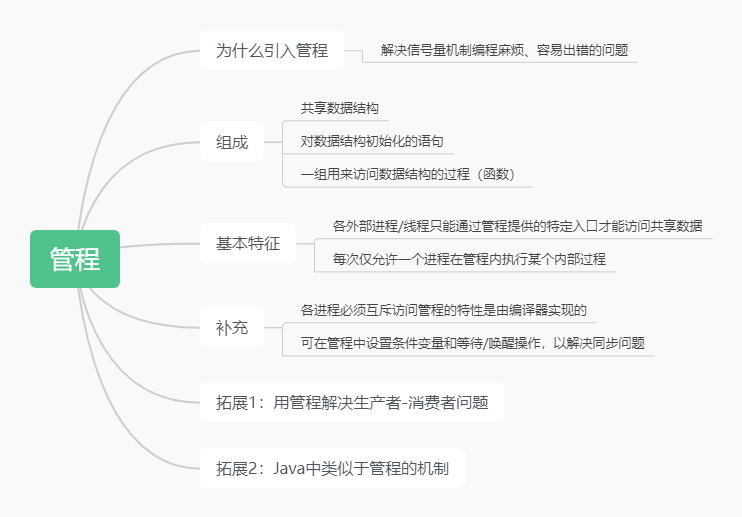 管程
为什么引入管程
解决信号量机制编程麻烦、容易出错的问题
组成
共享数据结构
对数据结构初始化的语句
一组用来访问数据结构的过程（函数）
基本特征
各外部进程/线程只能通过管程提供的特定入口才能访问共享数据
每次仅允许一个进程在管程内执行某个内部过程
补充
各进程必须互斥访问管程的特性是由编译器实现的
可在管程中设置条件变量和等待/唤醒操作，以解决同步问题
拓展1：用管程解决生产者-消费者问题
拓展2：Java中类似于管程的机制